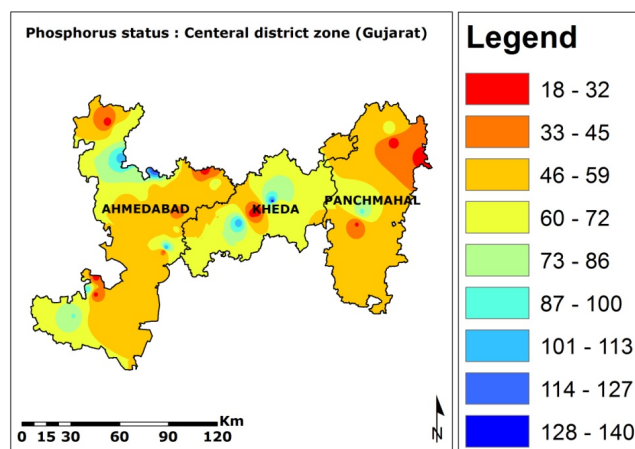 Phosphorus status : Centeral district zone (Gujarat)
AHMEDABAD
KHEDA
PANCHMAHAL
Km
0 15 30 60 90 120
N
Legend
18 - 32
33 - 45
46 - 59
60 - 72
73 - 86
87 - 100
101 - 113
114 - 127
128 - 140